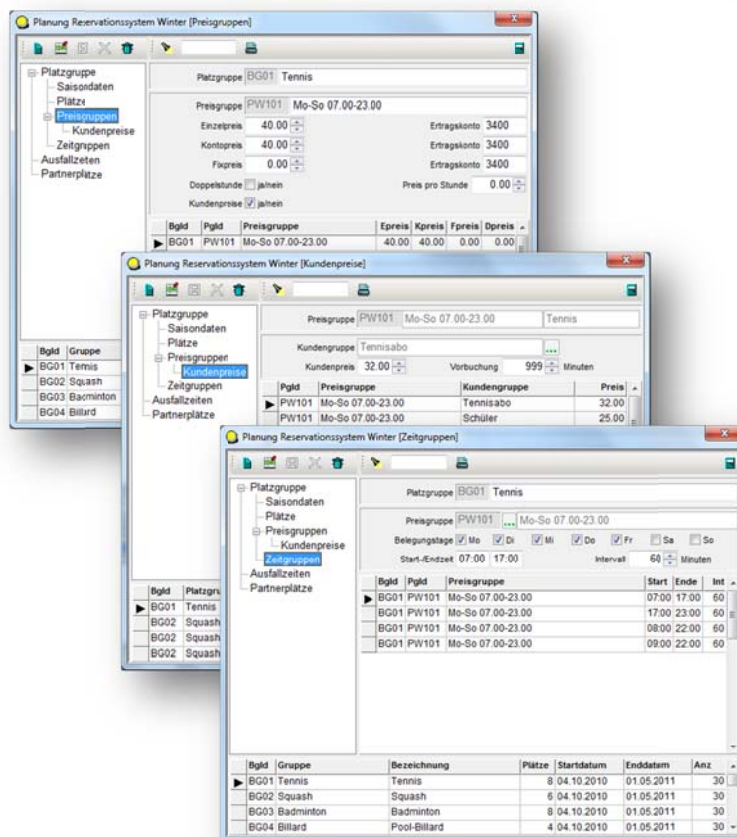 Planung Reservationssystem Winter [Preisgruppen]
Platzgruppe
Saisondaten
Plätze
Preisgruppen
Kundenpreise
Zeitgruppen
Ausfallzeten
Partnerplätze
Platzgruppe BG01 Tennis
Preisgruppe PW101 Mo-So 07.00-23.00
Einzelpreis 40.00 Ertragskonto 3400
Kontopreis 40.00 Ertragskonto 3400
Fixpreis 0.00 Ertragskonto 3400
Doppelstunde ja/nein Preis pro Stunde 0.00
Kundenpreise ja/nein
BgId PgId Preisgruppe Epreis Kpreis Fpreis Dpreis
BG01 PW101 Mo-So 07.00-23.00 40.00 40.00 0.00 0.00
BgId Gruppe
BG01 Tennis
BG02 Squash
BG03 Badminton
BG04 Billard
Planung Reservationssystem Winter [Kundenpreise]
Platzgruppe
Saisondaten
Plätze
Preisgruppen
Kundenpreise
Zeitgruppen
Ausfallzeiten
Partnerplätze
Preisgruppe PW101 Mo-So 07.00-23.00 Tennis
Kundengruppe Tennisabo ...
Kundenpreis 32.00 Vorbuchung 999 Minuten
PgId Preisgruppe Kundengruppe Preis
PW101 Mo-So 07.00-23.00 Tennisabo 32.00
PW101 Mo-So 07.00-23.00 Schüler 25.00
BgId Platzgru
BG01 Tennis
BG02 Squash
BG02 Squash
BG02 Squash
Planung Reservationssystem Winter [Zeitgruppen]
Platzgruppe
Saisondaten
Plätze
Preisgruppen
Kundenpreise
Zeitgruppen
Ausfallzeiten
Partnerplätze
Platzgruppe BG01 Tennis
Preisgruppe PW101 ... Mo-So 07.00-23.00
Belegungstage Mo Di Mi Do Fr Sa So
Start-/Endzeit 07:00 17:00 Intervall 60 Minuten
BgId PgId Preisgruppe Start Ende Int
BG01 PW101 Mo-So 07.00-23.00 07:00 17:00 60
BG01 PW101 Mo-So 07.00-23.00 17:00 23:00 60
BG01 PW101 Mo-So 07.00-23.00 08:00 22:00 60
BG01 PW101 Mo-So 07.00-23.00 09:00 22:00 60
BgId Gruppe Bezeichnung Plätze Startdatum Enddatum Anz
BG01 Tennis Tennis 8 04.10.2010 01.05.2011 30
BG02 Squash Squash 6 04.10.2010 01.05.2011 30
BG03 Badminton Badminton 8 04.10.2010 01.05.2011 30
BG04 Billard Pool-Billard 4 04.10.2010 01.05.2011 30